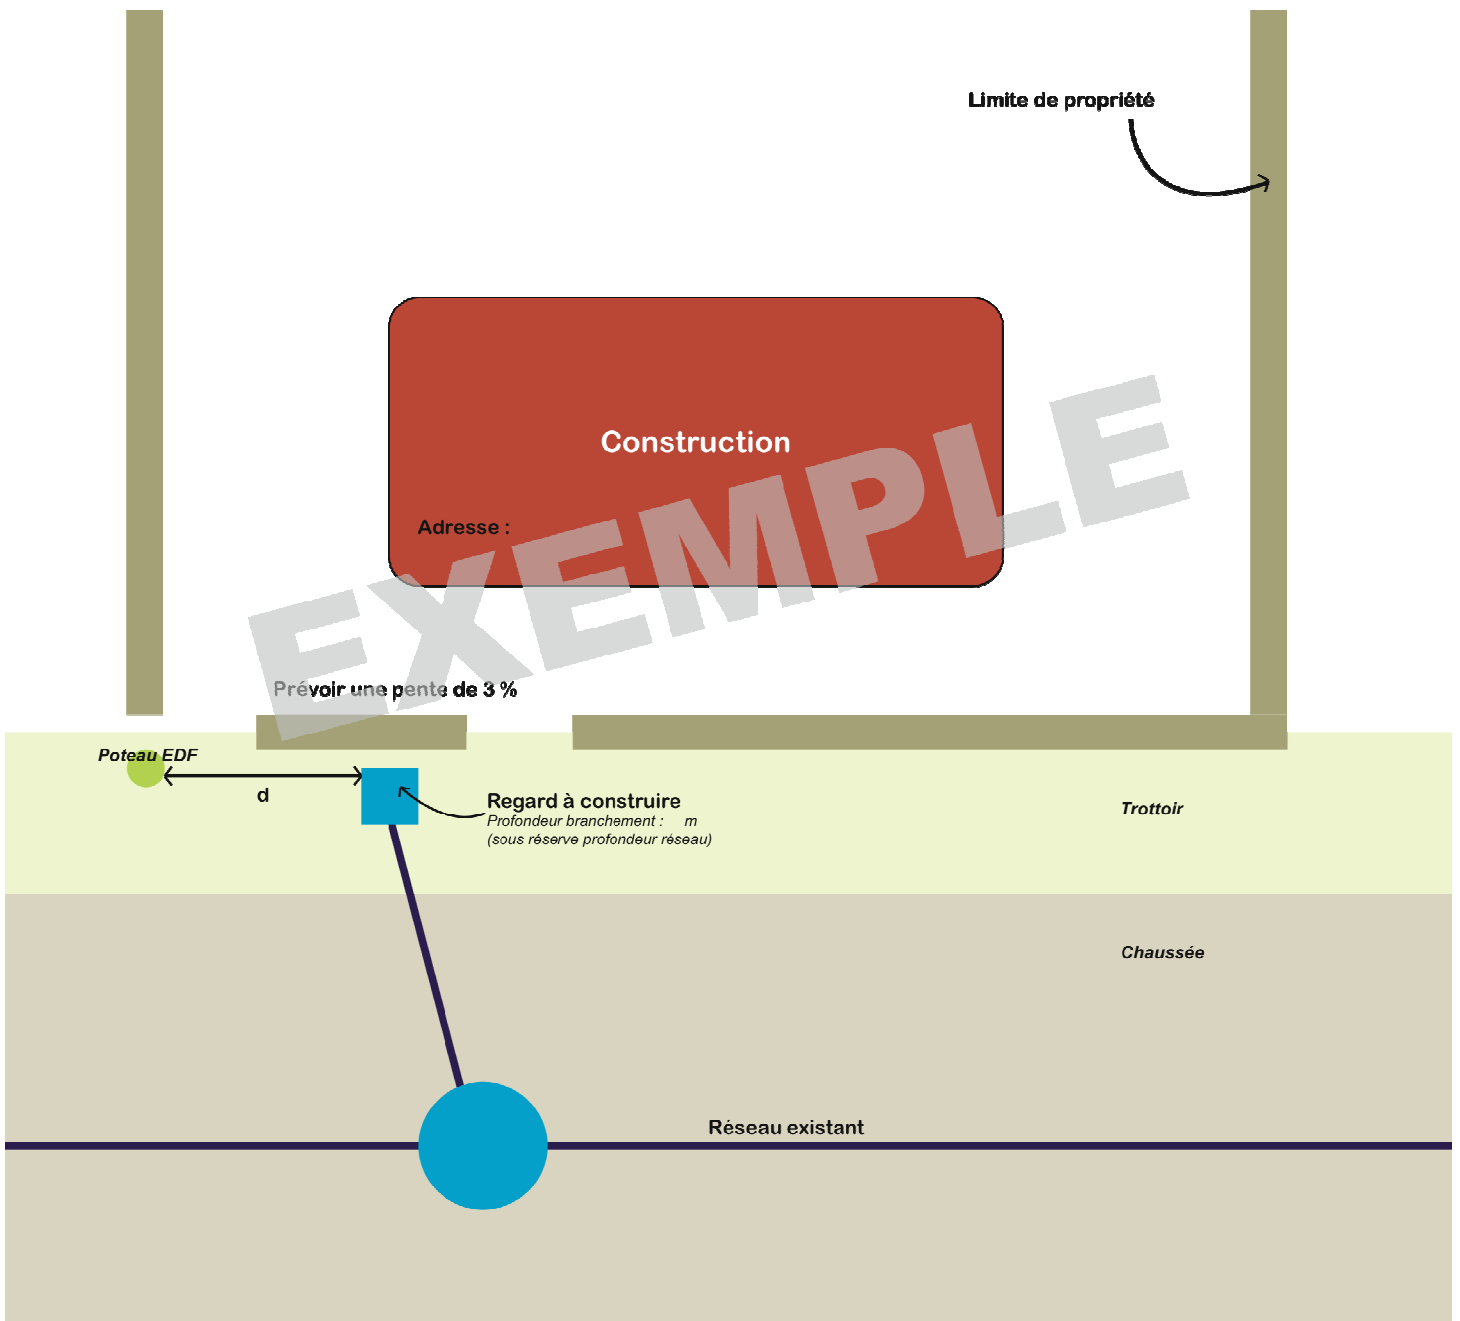 Limite de propriété
Construction
Adresse :
EXEMPLE
Prévoir une pente de 3 %
Poteau EDF
d
Regard à construire
Profondeur branchement : m
(sous réserve profondeur réseau)
Trottoir
Chaussée
Réseau existant